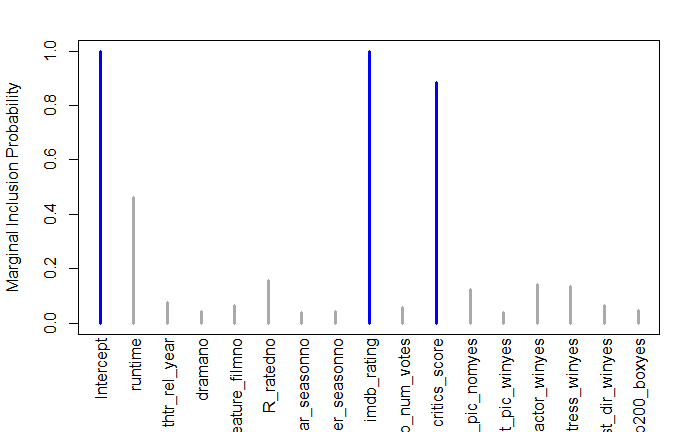 Marginal Inclusion Probability
1.0
0.8
0.6
0.4
0.2
0.0
Intercept
runtime
thtr_rel_year
dramano
eature_filmno
R_ratedno
ar_seasonno
er_seasonno
imdb_rating
o_num_votes
critics_score
_pic_nomyes
t_pic_winyes
actor_winyes
tress_winyes
st_dir_winyes
o200_boxyes